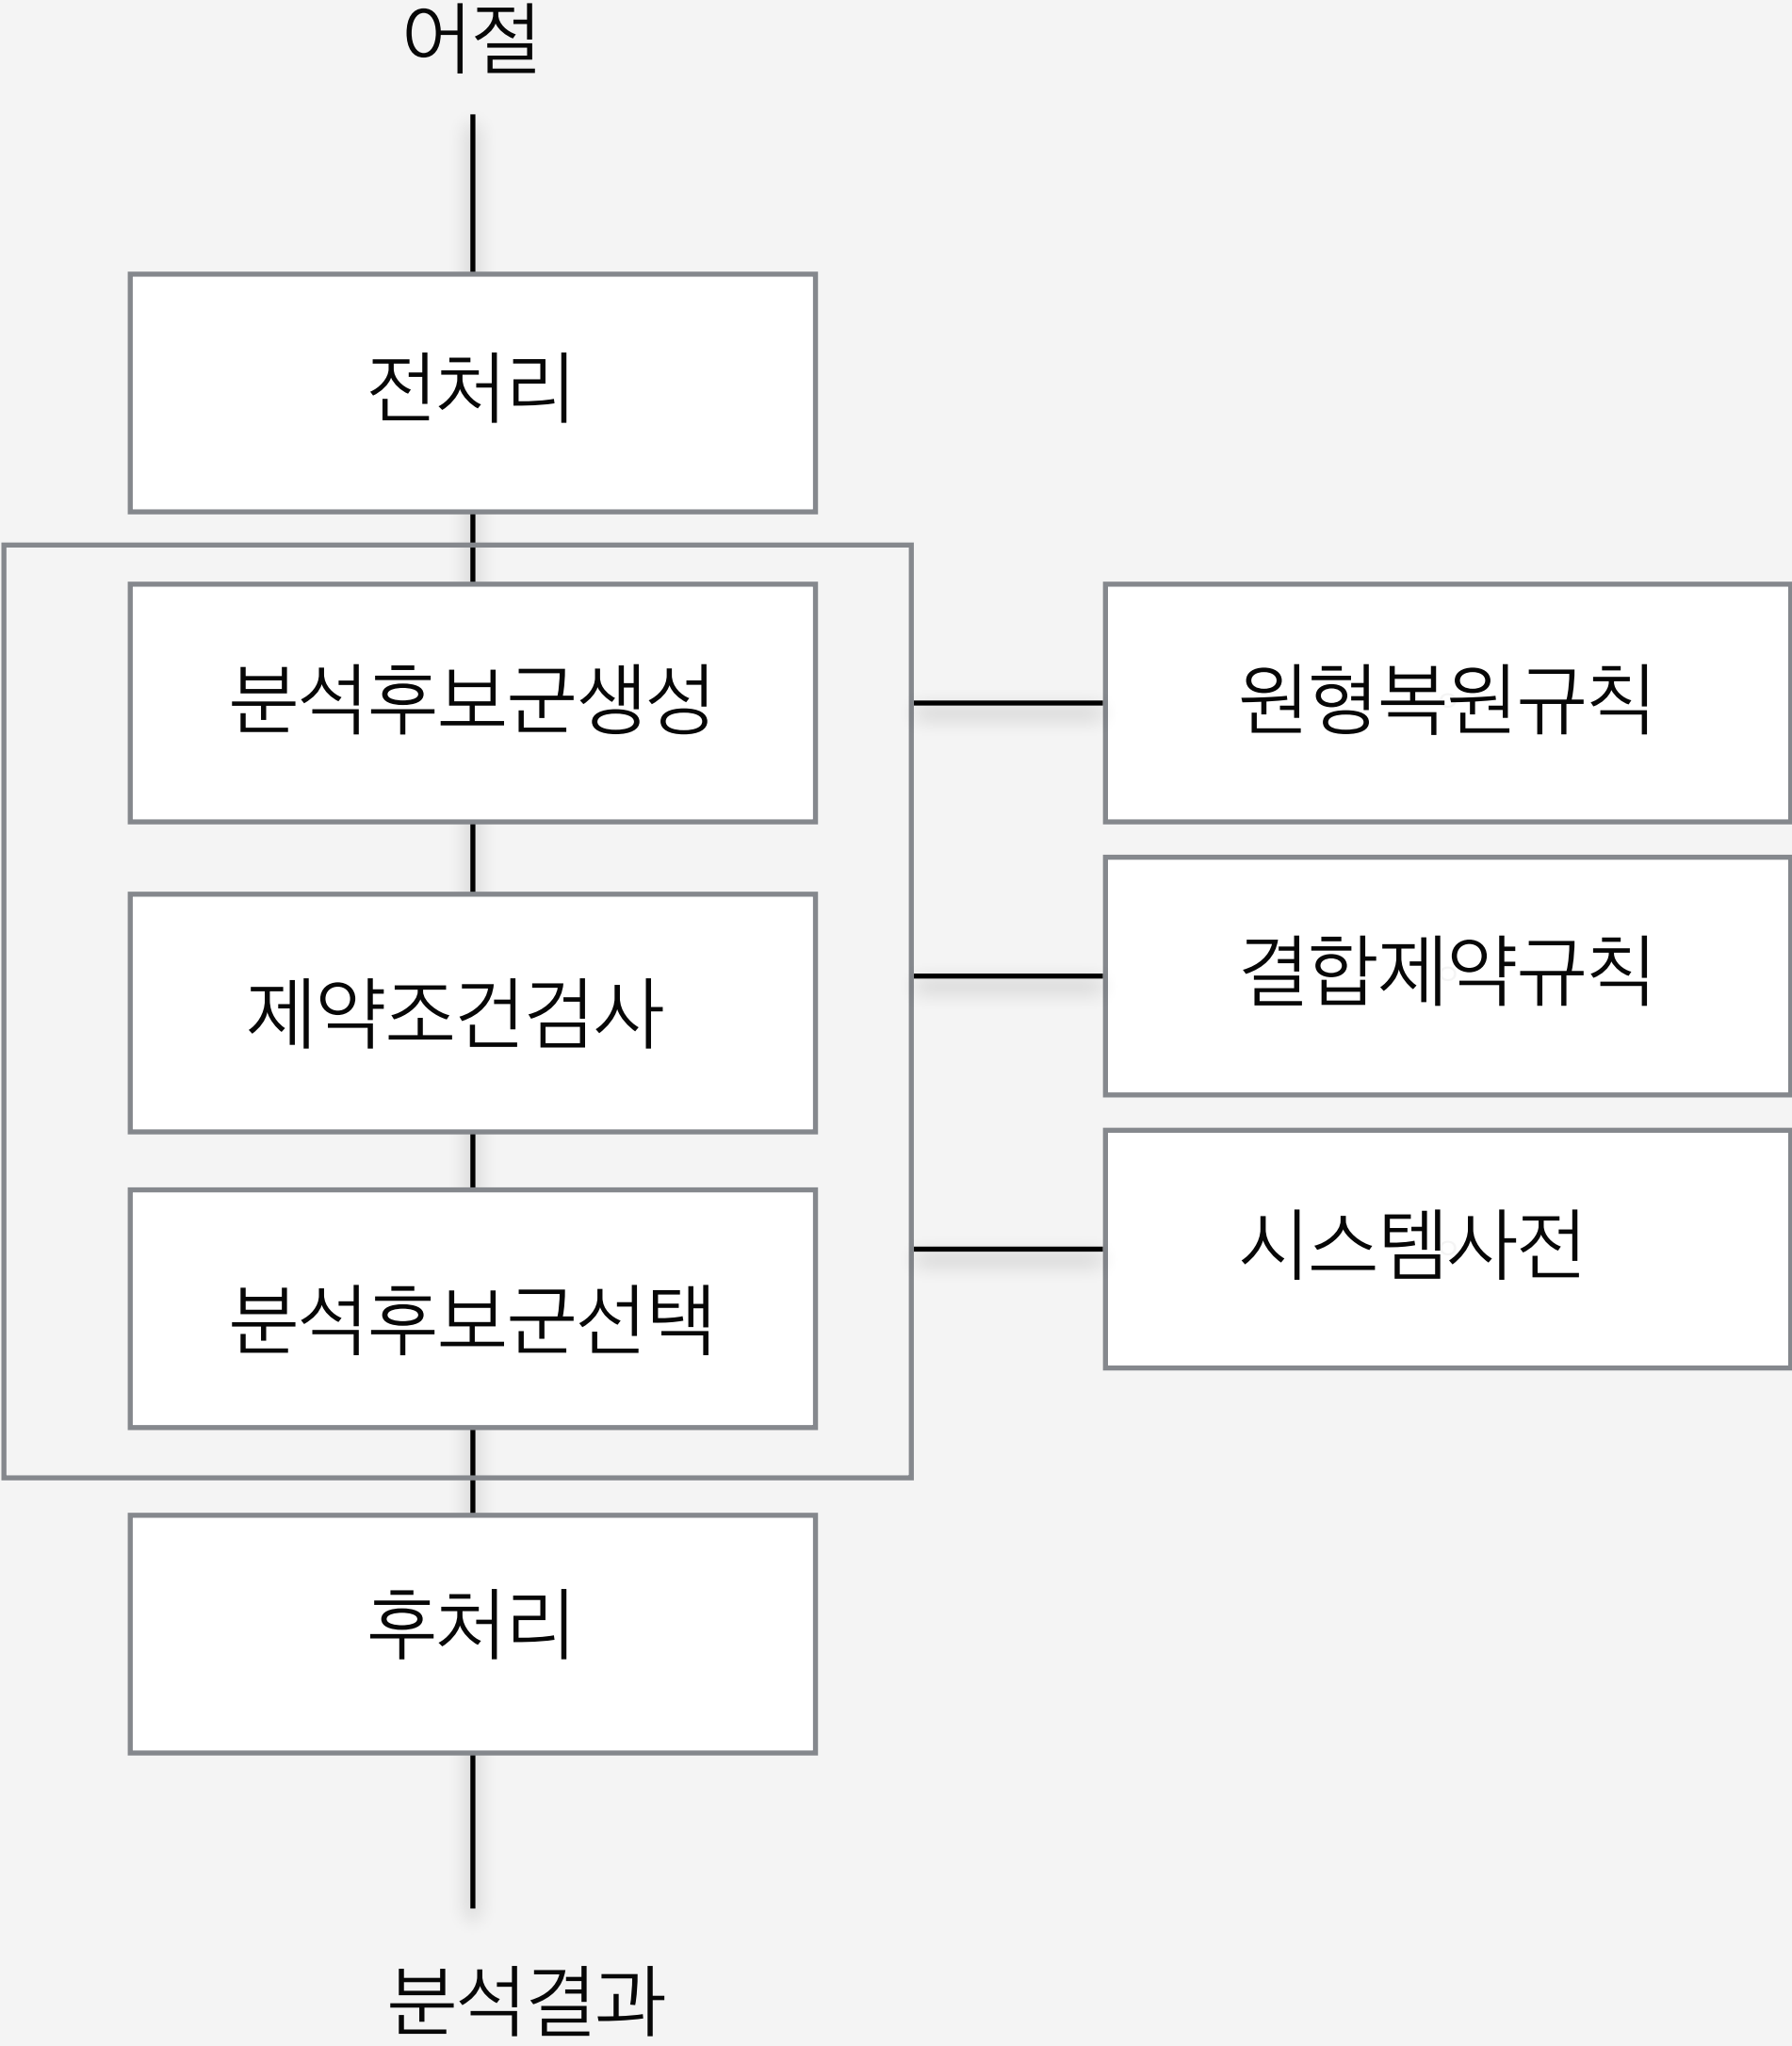 어절
전처리
분석후보군생성
원형복원규칙
제약조건검사
결합제약규칙
분석후보군선택
시스템사전
후처리
분석결과